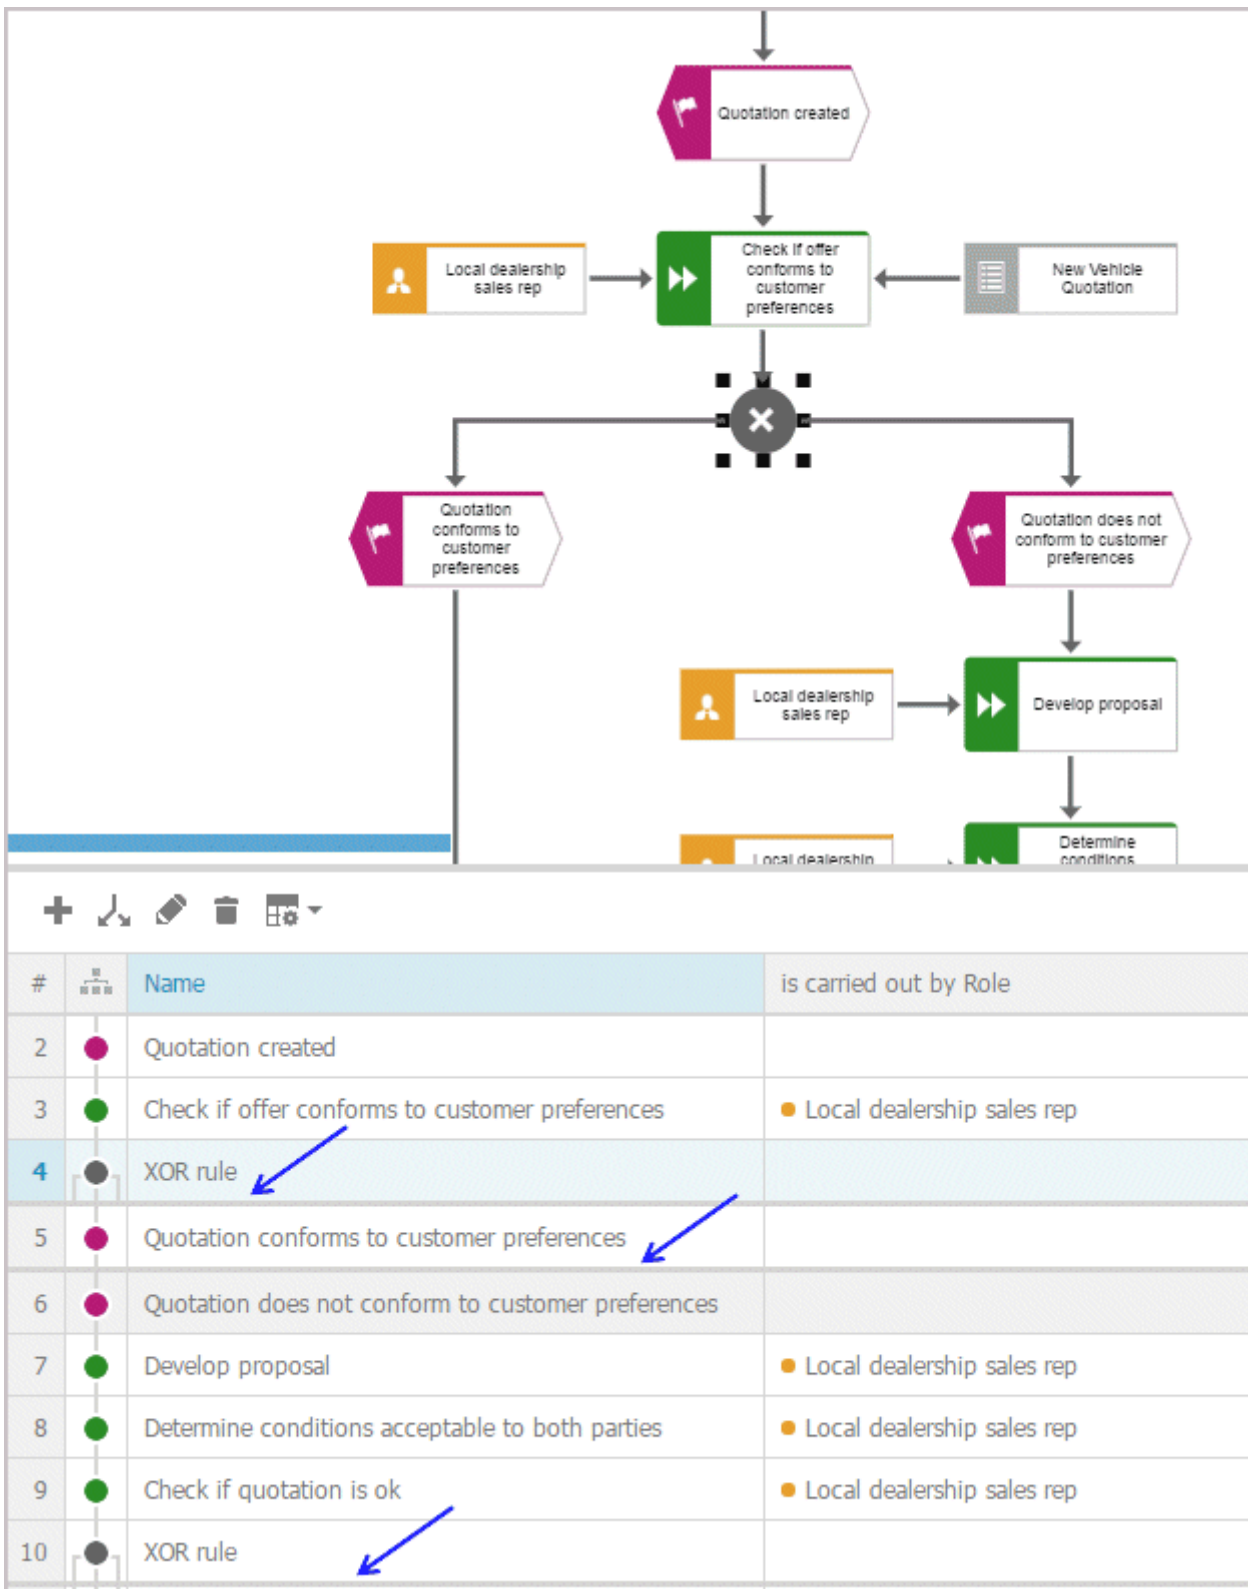 Quotation created
Local dealership
sales rep
Check if offer
conforms to
customer
preferences
New Vehicle
Quotation
Quotation
conforms to
customer
preferences
Quotation does not
conform to customer
preferences
Local dealership
sales rep
Develop proposal
Local dealership
Determine
conditions
# Name is carried out by Role
2 Quotation created
3 Check if offer conforms to customer preferences Local dealership sales rep
4 XOR rule
5 Quotation conforms to customer preferences
6 Quotation does not conform to customer preferences
7 Develop proposal Local dealership sales rep
8 Determine conditions acceptable to both parties Local dealership sales rep
9 Check if quotation is ok Local dealership sales rep
10 XOR rule